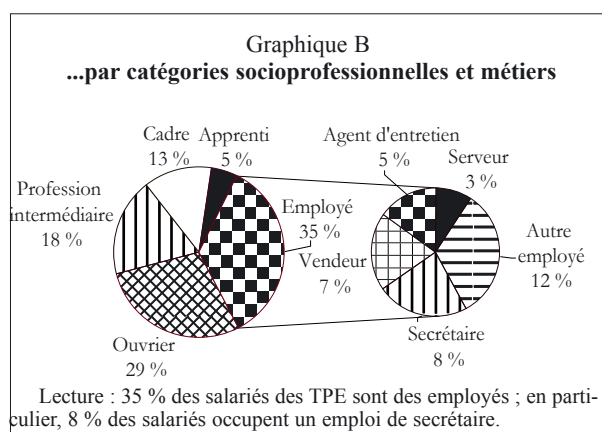 Graphique B
...par catégories socioprofessionnelles et métiers
Cadre
13 %
Apprenti
5 %
Profession
intermédiaire
18 %
Employé
35 %
Ouvrier
29 %
Agent d'entretien
5 %
Serveur
3 %
Vendeur
7 %
Autre
employé
12 %
Secrétaire
8 %
Lecture : 35 % des salariés des TPE sont des employés ; en parti-
culier, 8 % des salariés occupent un emploi de secrétaire.